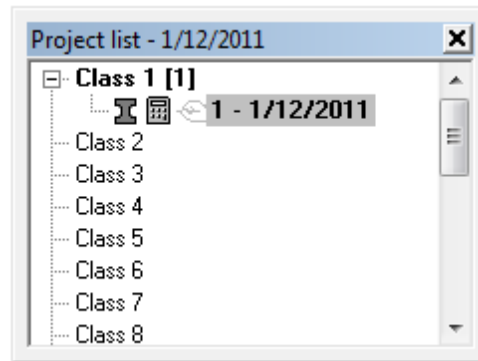 Project list - 1/12/2011
Class 1 [1]
1 - 1/12/2011
Class 2
Class 3
Class 4
Class 5
Class 6
Class 7
Class 8